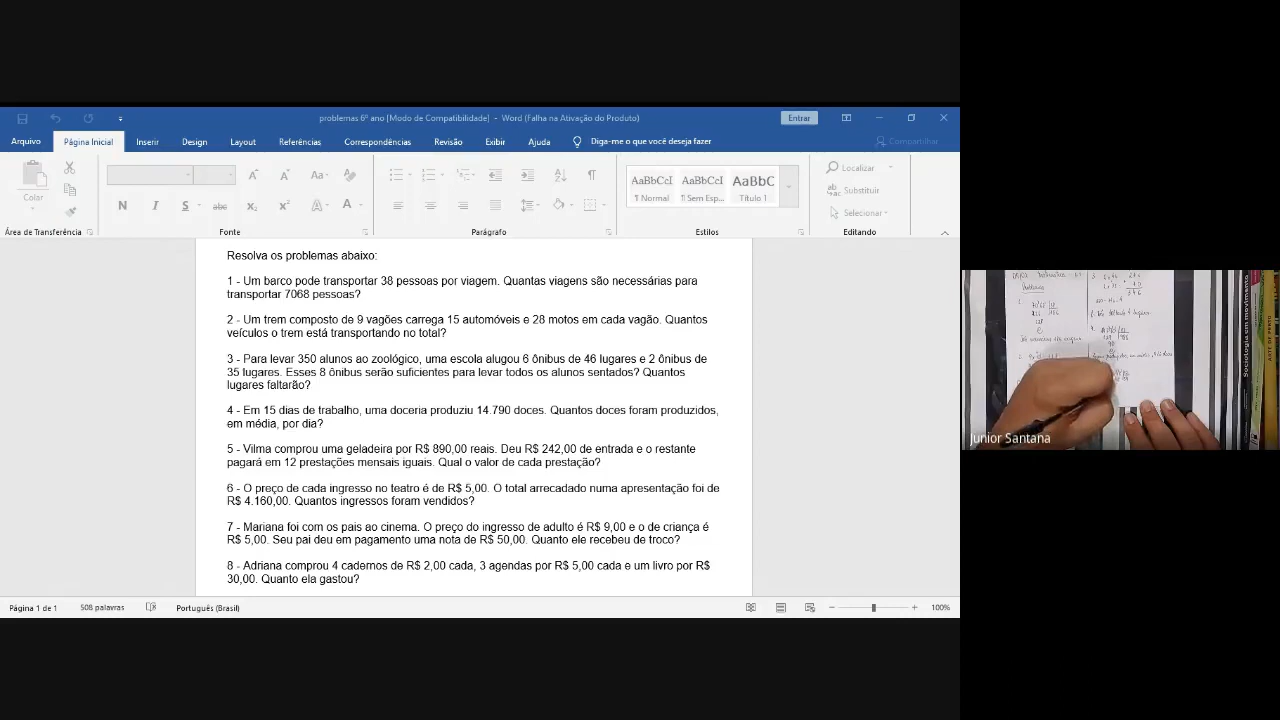 problemas 6º ano [Modo de Compatibilidade] - Word (Falha na Ativação do Produto)
Entrar
Arquivo
Página Inicial
Inserir
Design
Layout
Referências
Correspondências
Revisão
Exibir
Ajuda
Diga-me o que você deseja fazer
Compartilhar
Colar
Área de Transferência
N I S abc X₂ X² A A
Fonte
Parágrafo
AaBbCcI AaBbCcI AaBbC
¶ Normal ¶ Sem Esp... Título 1
Estilos
Localizar
Substituir
Selecionar
Editando
Resolva os problemas abaixo:
1 - Um barco pode transportar 38 pessoas por viagem. Quantas viagens são necessárias para
transportar 7068 pessoas?
2 - Um trem composto de 9 vagões carrega 15 automóveis e 28 motos em cada vagão. Quantos
veículos o trem está transportando no total?
3 - Para levar 350 alunos ao zoológico, uma escola alugou 6 ônibus de 46 lugares e 2 ônibus de
35 lugares. Esses 8 ônibus serão suficientes para levar todos os alunos sentados? Quantos
lugares faltarão?
4 - Em 15 dias de trabalho, uma doceria produziu 14.790 doces. Quantos doces foram produzidos,
em média, por dia?
5 - Vilma comprou uma geladeira por R$ 890,00 reais. Deu R$ 242,00 de entrada e o restante
pagará em 12 prestações mensais iguais. Qual o valor de cada prestação?
6 - O preço de cada ingresso no teatro é de R$ 5,00. O total arrecadado numa apresentação foi de
R$ 4.160,00. Quantos ingressos foram vendidos?
7 - Mariana foi com os pais ao cinema. O preço do ingresso de adulto é R$ 9,00 e o de criança é
R$ 5,00. Seu pai deu em pagamento uma nota de R$ 50,00. Quanto ele recebeu de troco?
8 - Adriana comprou 4 cadernos de R$ 2,00 cada, 3 agendas por R$ 5,00 cada e um livro por R$
30,00. Quanto ela gastou?
Página 1 de 1
508 palavras
Português (Brasil)
100%
Sociologia em movimento
Junior Santana